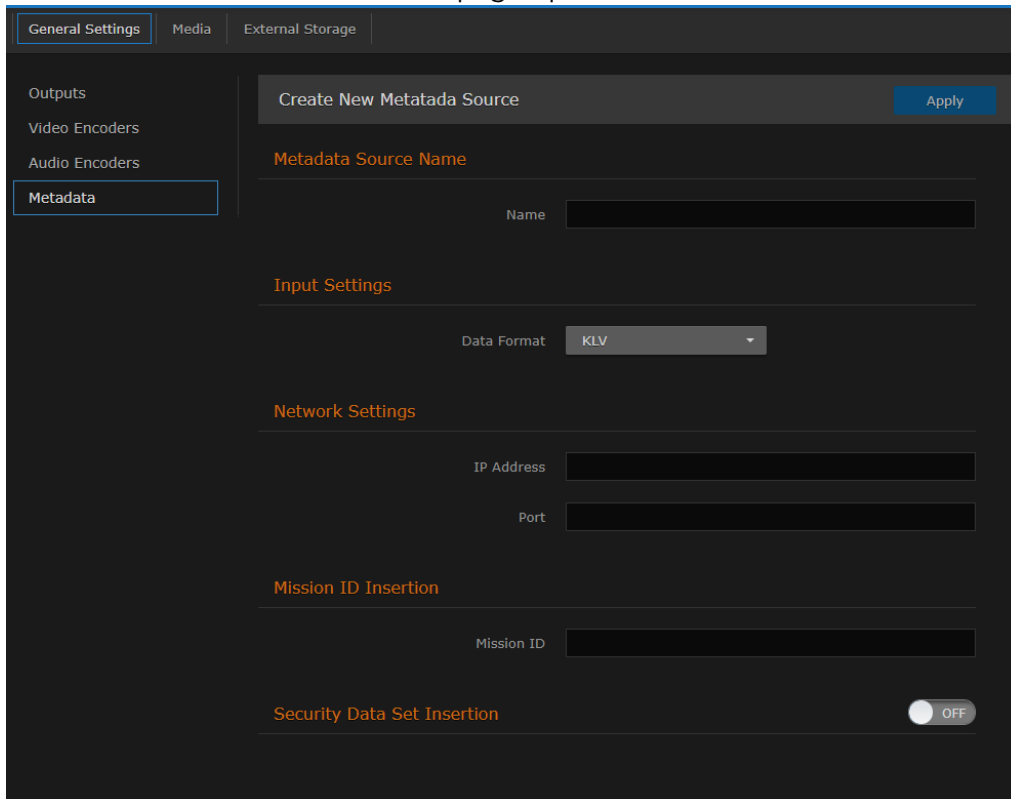 General Settings Media External Storage
Outputs
Video Encoders
Audio Encoders
Metadata
Create New Metatada Source Apply
Metadata Source Name
Name
Input Settings
Data Format KLV
Network Settings
IP Address
Port
Mission ID Insertion
Mission ID
Security Data Set Insertion OFF